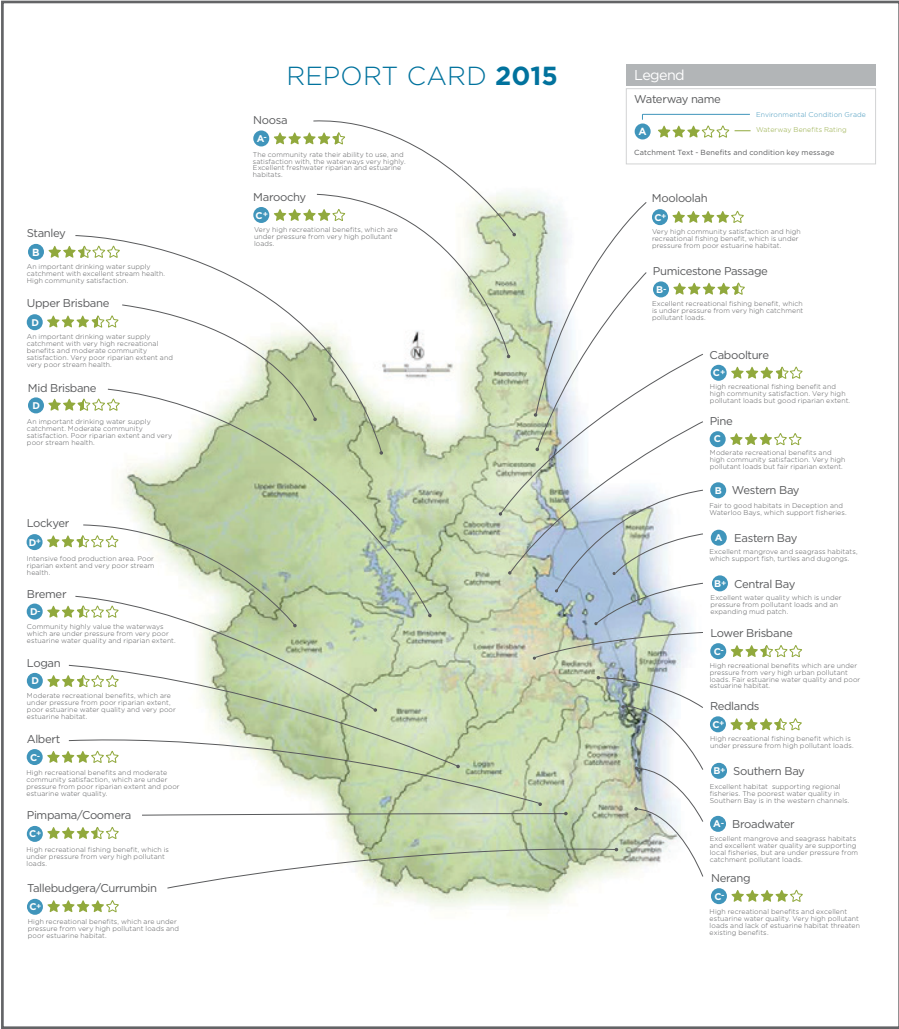 REPORT CARD 2015
Legend
Waterway name
Environmental Condition Grade
A
Waterway Benefits Rating
Catchment Text - Benefits and condition key message
Noosa
A-
The community rate their ability to use, and
satisfaction with, the waterways very highly.
Excellent freshwater riparian and estuarine
habitats.
Maroochy
C+
Very high recreational benefits, which are
under pressure from very high pollutant
loads.
Stanley
B
An important drinking water supply
catchment with excellent stream health.
High community satisfaction.
Upper Brisbane
D
An important drinking water supply
catchment with very high recreational
benefits and moderate community
satisfaction. Very poor riparian extent and
very poor stream health.
Mid Brisbane
D
An important drinking water supply
catchment. Moderate community
satisfaction. Poor riparian extent and very
poor stream health.
Lockyer
D+
Intensive food production area. Poor
riparian extent and very poor stream
health.
Bremer
D-
Community highly value the waterways
which are under pressure from very poor
estuarine water quality and riparian extent.
Logan
D
Moderate recreational benefits, which are
under pressure from poor riparian extent,
poor estuarine water quality and very poor
estuarine habitat.
Albert
C-
High recreational benefits and moderate
community satisfaction, which are under
pressure from poor riparian extent and poor
estuarine water quality.
Pimpama/Coomera
C+
High recreational fishing benefit, which is
under pressure from very high pollutant
loads.
Tallebudgera/Currumbin
C+
High recreational benefits, which are under
pressure from very high pollutant loads and
poor estuarine habitat.
Mooloolah
C+
Very high community satisfaction and high
recreational fishing benefit, which is under
pressure from poor estuarine habitat.
Pumicestone Passage
B-
Excellent recreational fishing benefit, which
is under pressure from very high catchment
pollutant loads.
Caboolture
C+
High recreational fishing benefit and
high community satisfaction. Very high
pollutant loads but good riparian extent.
Pine
C
Moderate recreational benefits and
high community satisfaction. Very high
pollutant loads but fair riparian extent.
B Western Bay
Fair to good habitats in Deception and
Waterloo Bays, which support fisheries.
A Eastern Bay
Excellent mangrove and seagrass habitats,
which support fish, turtles and dugongs.
B+ Central Bay
Excellent water quality which is under
pressure from pollutant loads and an
expanding mud patch.
Lower Brisbane
C-
High recreational benefits which are under
pressure from very high urban pollutant
loads. Fair estuarine water quality and poor
estuarine habitat.
Redlands
C+
High recreational fishing benefit which is
under pressure from high pollutant loads.
B+ Southern Bay
Excellent habitat supporting regional
fisheries. The poorest water quality in
Southern Bay is in the western channels.
A- Broadwater
Excellent mangrove and seagrass habitats
and excellent water quality are supporting
local fisheries, but are under pressure from
catchment pollutant loads.
Nerang
C-
High recreational benefits and excellent
estuarine water quality. Very high pollutant
loads and lack of estuarine habitat threaten
existing benefits.
N
Noosa
Catchment
Maroochy
Catchment
Mooloolah
Catchment
Pumicestone
Catchment
Bribie
Island
Upper Brisbane
Catchment
Stanley
Catchment
Caboolture
Catchment
Moreton
Island
Pine
Catchment
Lockyer
Catchment
Mid Brisbane
Catchment
Lower Brisbane
Catchment
Redlands
Catchment
North
Stradbroke
Island
Bremer
Catchment
Logan
Catchment
Albert
Catchment
Pimpama-
Coomera
Catchment
Nerang
Catchment
Tallebudgera-
Currumbin
Catchment